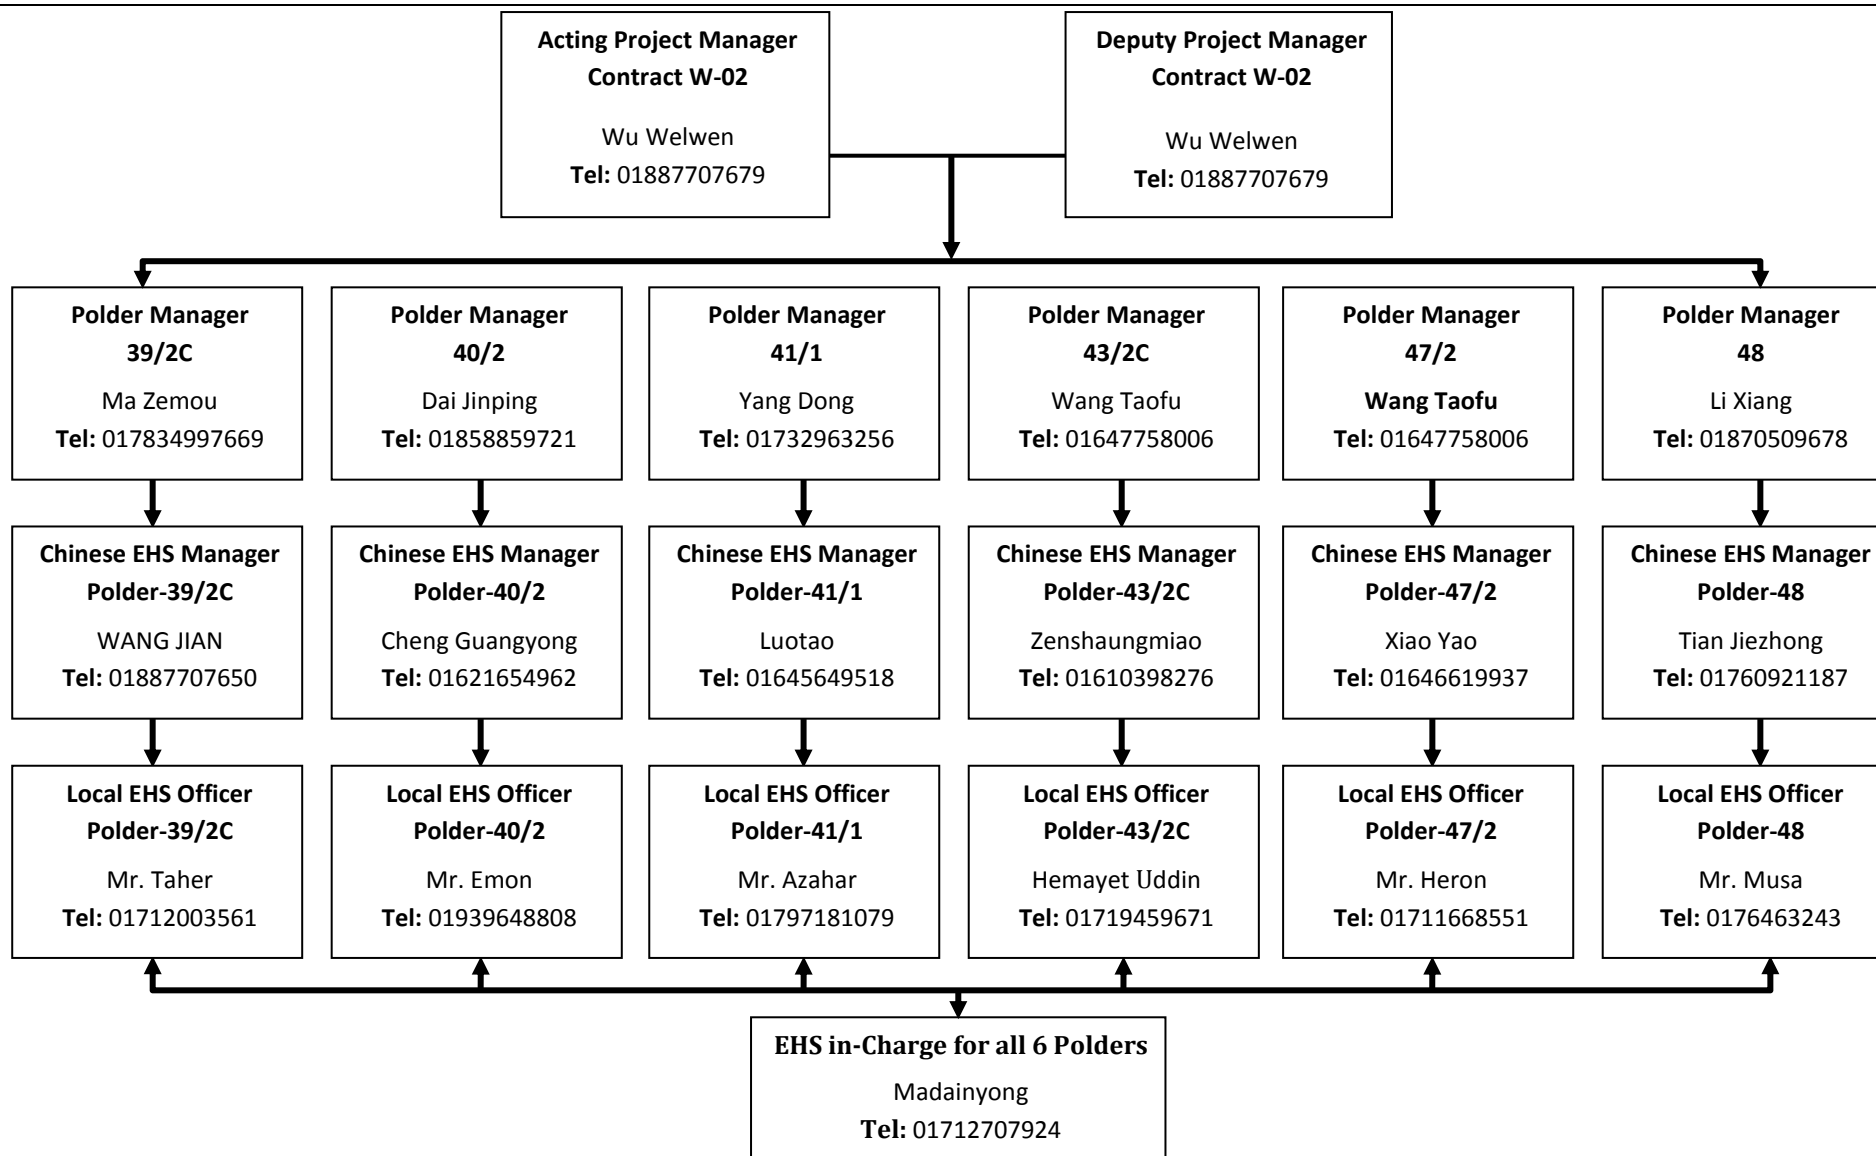 Acting Project Manager
Contract W-02
Wu Welwen
Tel: 01887707679
Deputy Project Manager
Contract W-02
Wu Welwen
Tel: 01887707679
Polder Manager
39/2C
Ma Zemou
Tel: 017834997669
Polder Manager
40/2
Dai Jinping
Tel: 01858859721
Polder Manager
41/1
Yang Dong
Tel: 01732963256
Polder Manager
43/2C
Wang Taofu
Tel: 01647758006
Polder Manager
47/2
Wang Taofu
Tel: 01647758006
Polder Manager
48
Li Xiang
Tel: 01870509678
Chinese EHS Manager
Polder-39/2C
WANG JIAN
Tel: 01887707650
Chinese EHS Manager
Polder-40/2
Cheng Guangyong
Tel: 01621654962
Chinese EHS Manager
Polder-41/1
Luotao
Tel: 01645649518
Chinese EHS Manager
Polder-43/2C
Zenshaungmiao
Tel: 01610398276
Chinese EHS Manager
Polder-47/2
Xiao Yao
Tel: 01646619937
Chinese EHS Manager
Polder-48
Tian Jiezhong
Tel: 01760921187
Local EHS Officer
Polder-39/2C
Mr. Taher
Tel: 01712003561
Local EHS Officer
Polder-40/2
Mr. Emon
Tel: 01939648808
Local EHS Officer
Polder-41/1
Mr. Azahar
Tel: 01797181079
Local EHS Officer
Polder-43/2C
Hemayet Uddin
Tel: 01719459671
Local EHS Officer
Polder-47/2
Mr. Heron
Tel: 01711668551
Local EHS Officer
Polder-48
Mr. Musa
Tel: 0176463243
EHS in-Charge for all 6 Polders
Madainyong
Tel: 01712707924